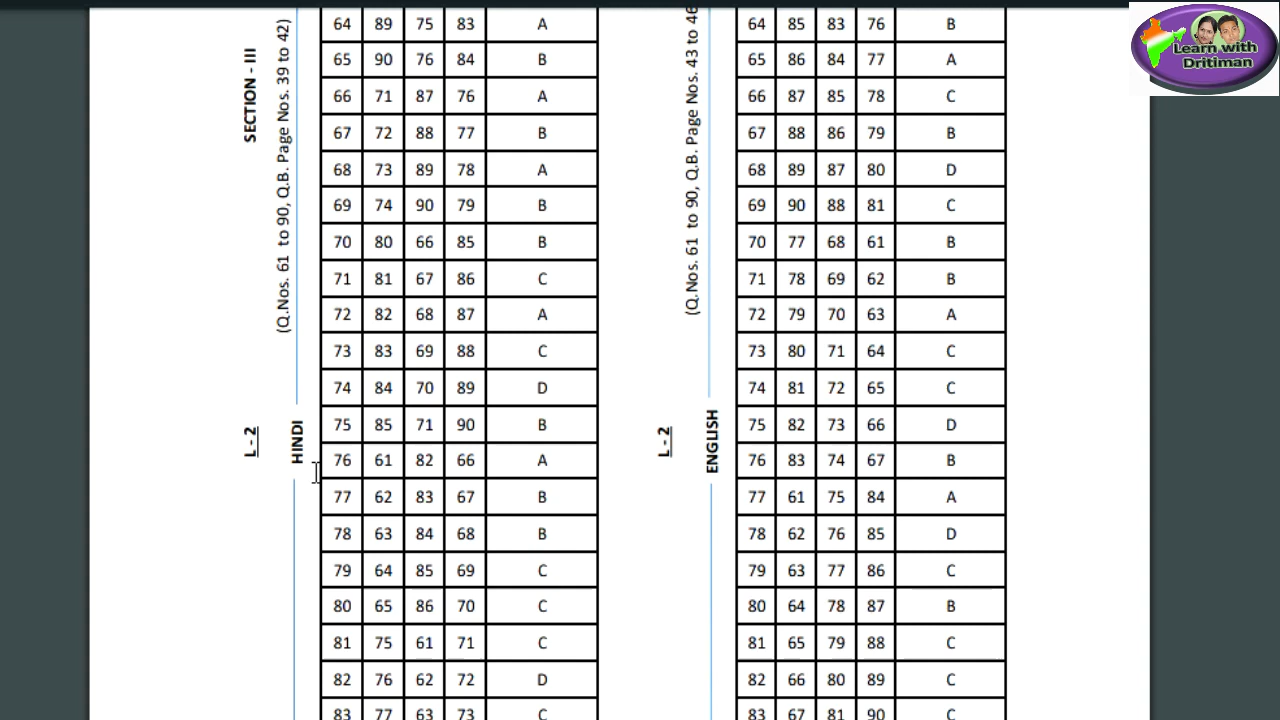 Learn with
Dritiman
SECTION - III
(Q.Nos. 61 to 90, Q.B. Page Nos. 39 to 42)
L - 2
HINDI
64 89 75 83 A
65 90 76 84 B
66 71 87 76 A
67 72 88 77 B
68 73 89 78 A
69 74 90 79 B
70 80 66 85 B
71 81 67 86 C
72 82 68 87 A
73 83 69 88 C
74 84 70 89 D
75 85 71 90 B
76 61 82 66 A
77 62 83 67 B
78 63 84 68 B
79 64 85 69 C
80 65 86 70 C
81 75 61 71 C
82 76 62 72 D
83 77 63 73 C
(Q.Nos. 61 to 90, Q.B. Page Nos. 43 to 46
L - 2
ENGLISH
64 85 83 76 B
65 86 84 77 A
66 87 85 78 C
67 88 86 79 B
68 89 87 80 D
69 90 88 81 C
70 77 68 61 B
71 78 69 62 B
72 79 70 63 A
73 80 71 64 C
74 81 72 65 C
75 82 73 66 D
76 83 74 67 B
77 61 75 84 A
78 62 76 85 D
79 63 77 86 C
80 64 78 87 B
81 65 79 88 C
82 66 80 89 C
83 67 81 90 C